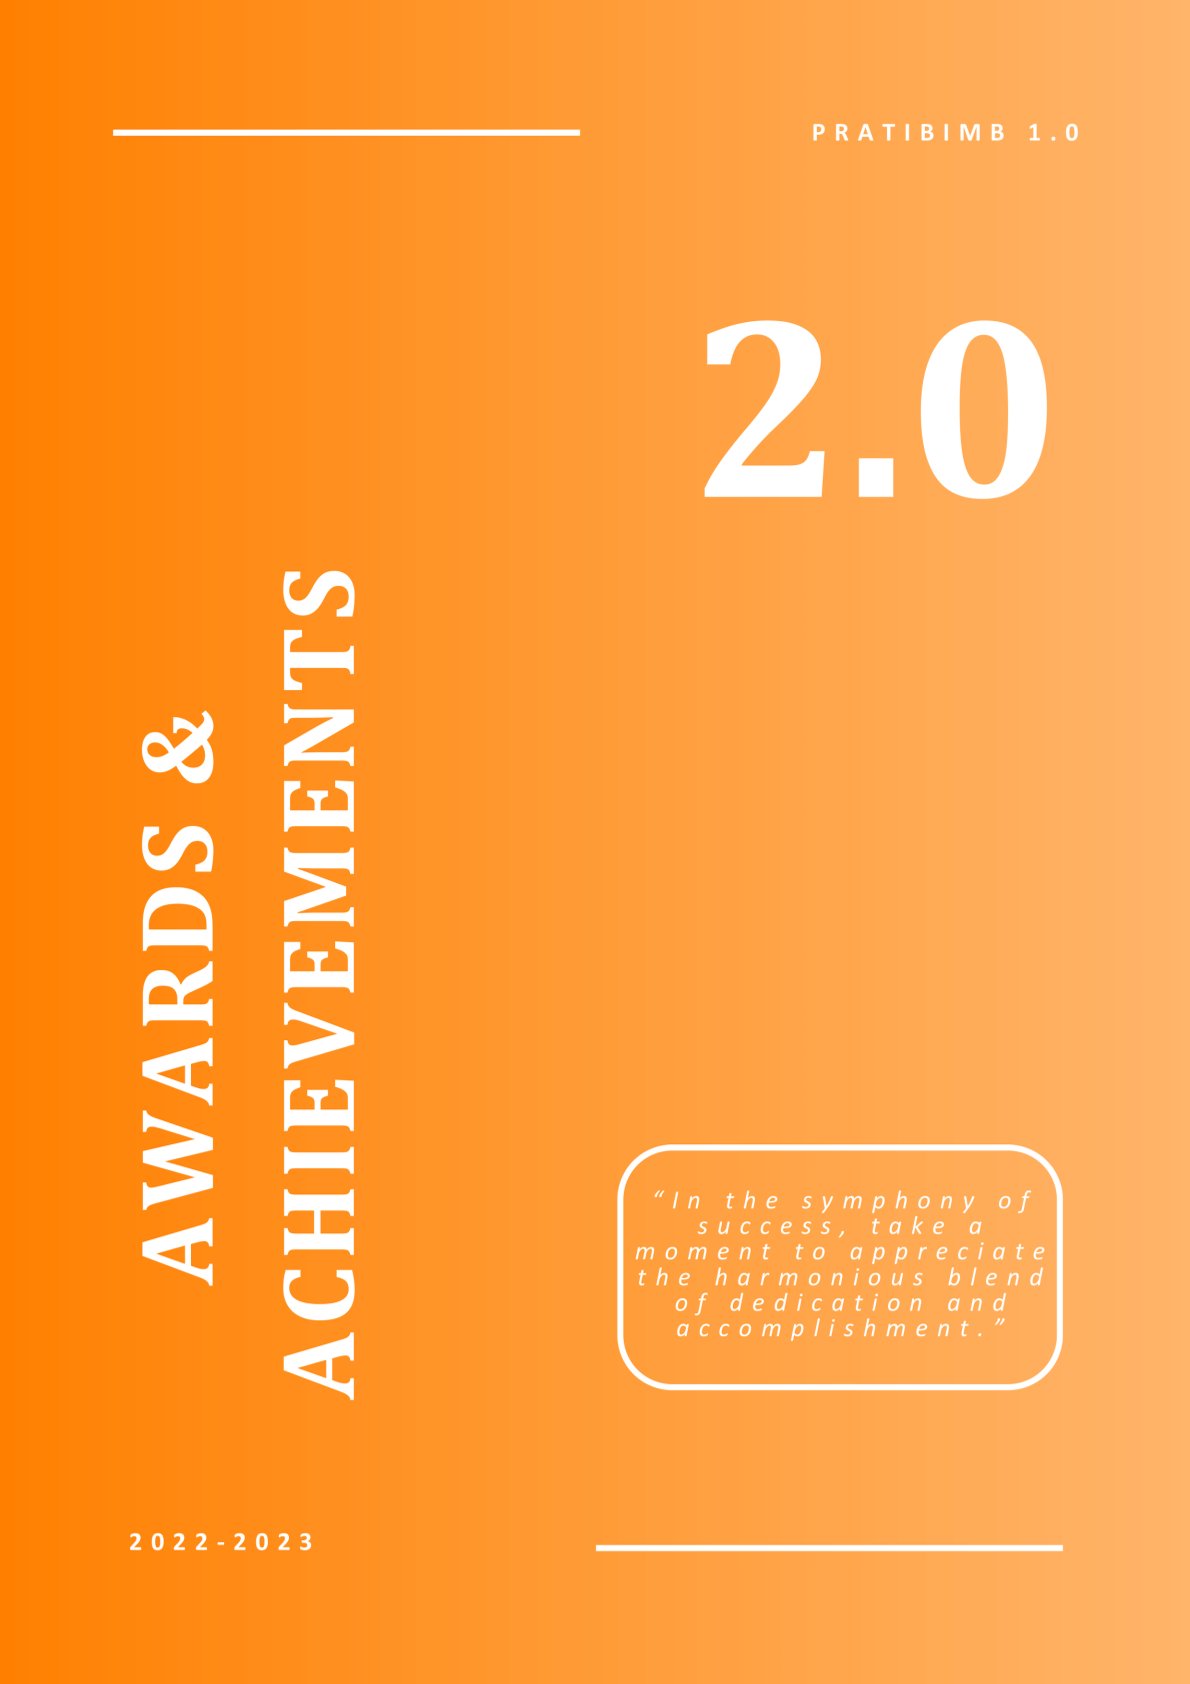 PRATIBIMB 1.0
2.0
AWARDS &
ACHIEVEMENTS
“In the symphony of
success, take a
moment to appreciate
the harmonious blend
of dedication and
accomplishment.”
2022-2023